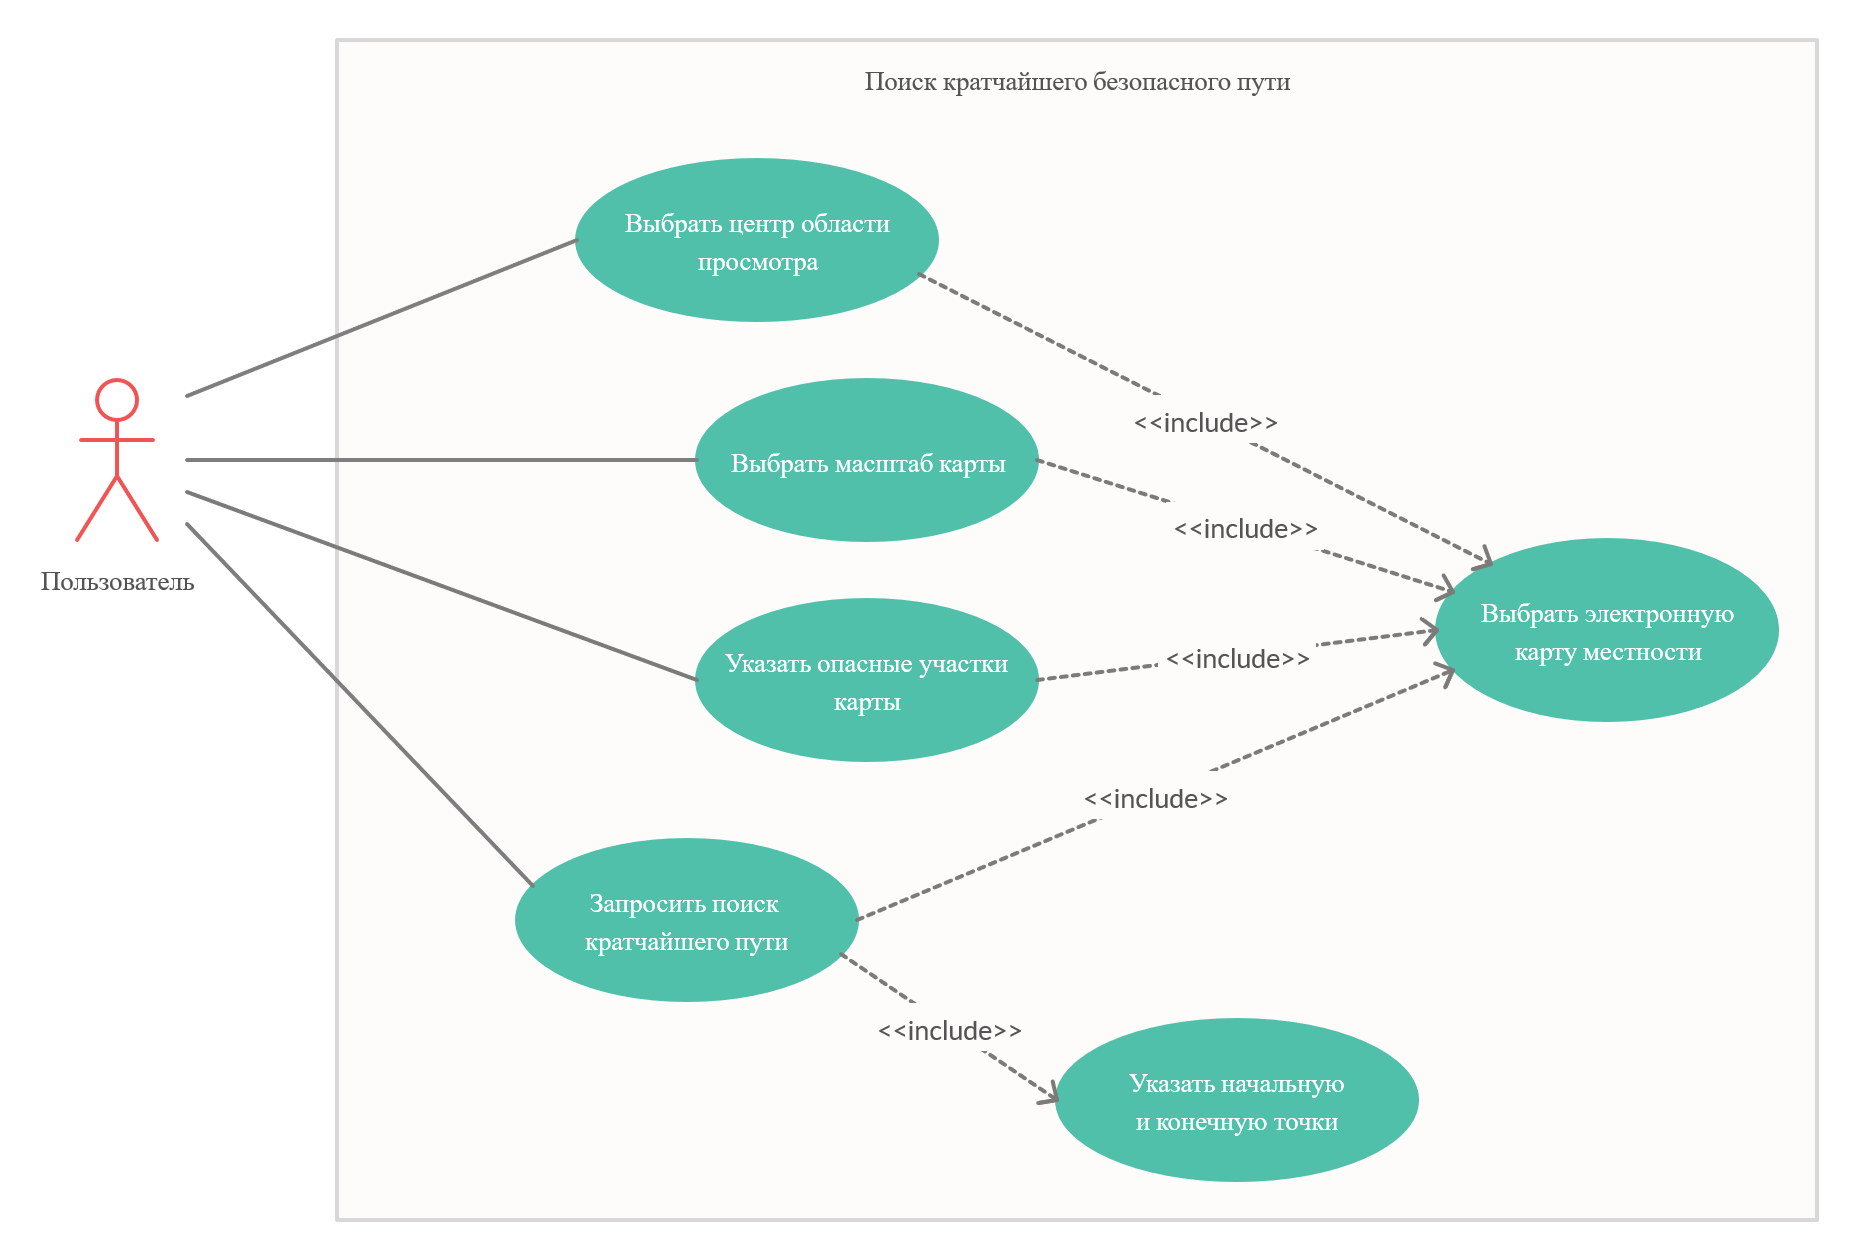 Поиск кратчайшего безопасного пути
Выбрать центр области
просмотра
<<include>>
Выбрать масштаб карты
<<include>>
Пользователь
Выбрать электронную
карту местности
Указать опасные участки
карты
<<include>>
<<include>>
Запросить поиск
кратчайшего пути
<<include>>
Указать начальную
и конечную точки